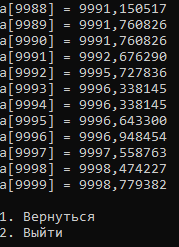 a[9988] = 9991,150517
a[9989] = 9991,760826
a[9990] = 9991,760826
a[9991] = 9992,676290
a[9992] = 9995,727836
a[9993] = 9996,338145
a[9994] = 9996,338145
a[9995] = 9996,643300
a[9996] = 9996,948454
a[9997] = 9997,558763
a[9998] = 9998,474227
a[9999] = 9998,779382
1. Вернуться
2. Выйти